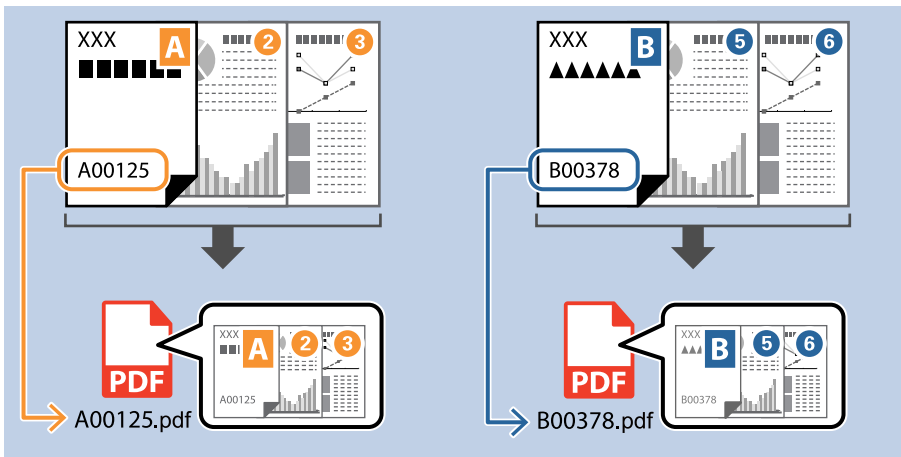 XXX
A
2
3
A00125
XXX
B
5
6
B00378
PDF
XXX
A
2
3
A00125
A00125.pdf
PDF
XXX
B
5
6
B00378
B00378.pdf